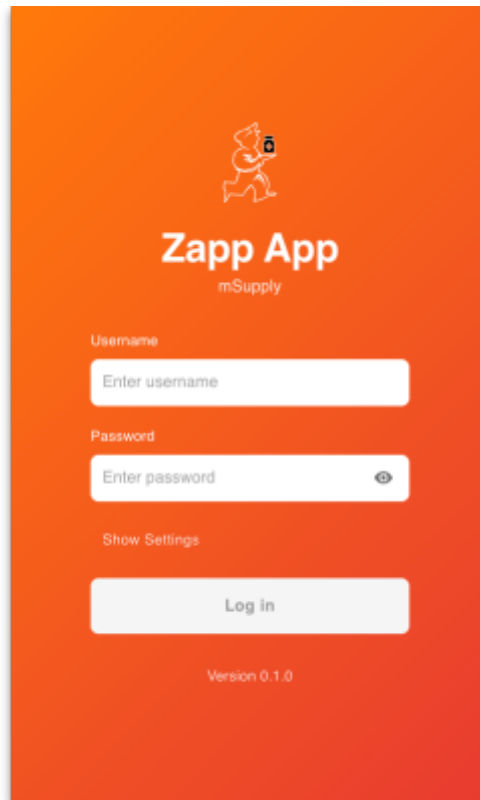 Zapp App
mSupply
Username
Enter username
Password
Enter password
Show Settings
Log in
Version 0.1.0